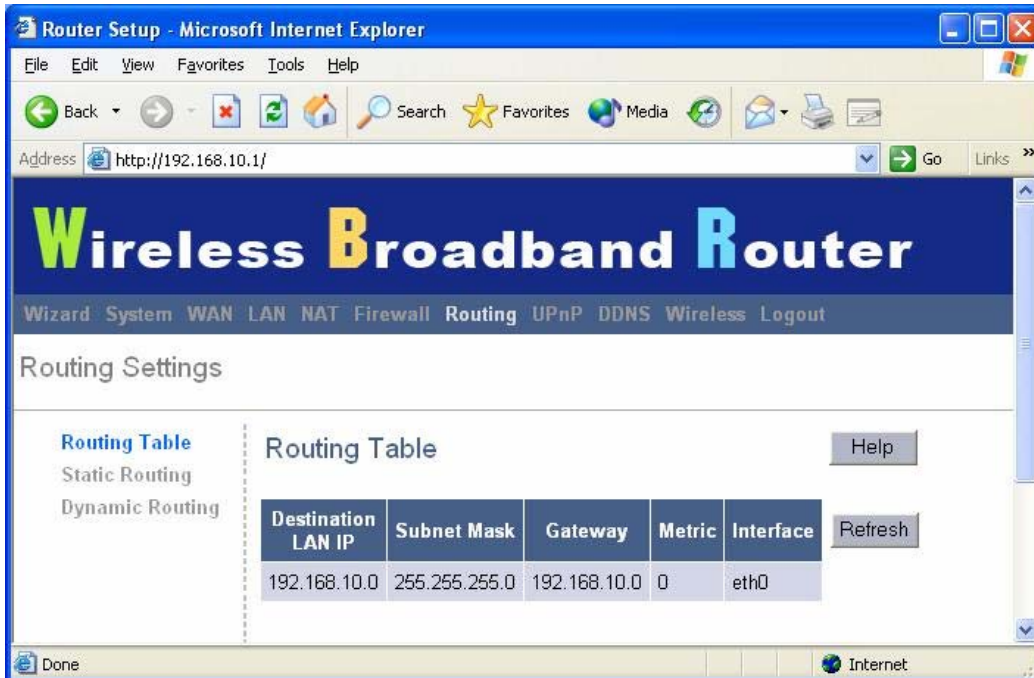 Router Setup - Microsoft Internet Explorer
File Edit View Favorites Tools Help
Back Search Favorites Media
Address http://192.168.10.1/ Go Links »
Wireless Broadband Router
Wizard System WAN LAN NAT Firewall Routing UPnP DDNS Wireless Logout
Routing Settings
Routing Table
Static Routing
Dynamic Routing
Routing Table
Help
Destination LAN IP Subnet Mask Gateway Metric Interface
Refresh
192.168.10.0 255.255.255.0 192.168.10.0 0 eth0
Done Internet